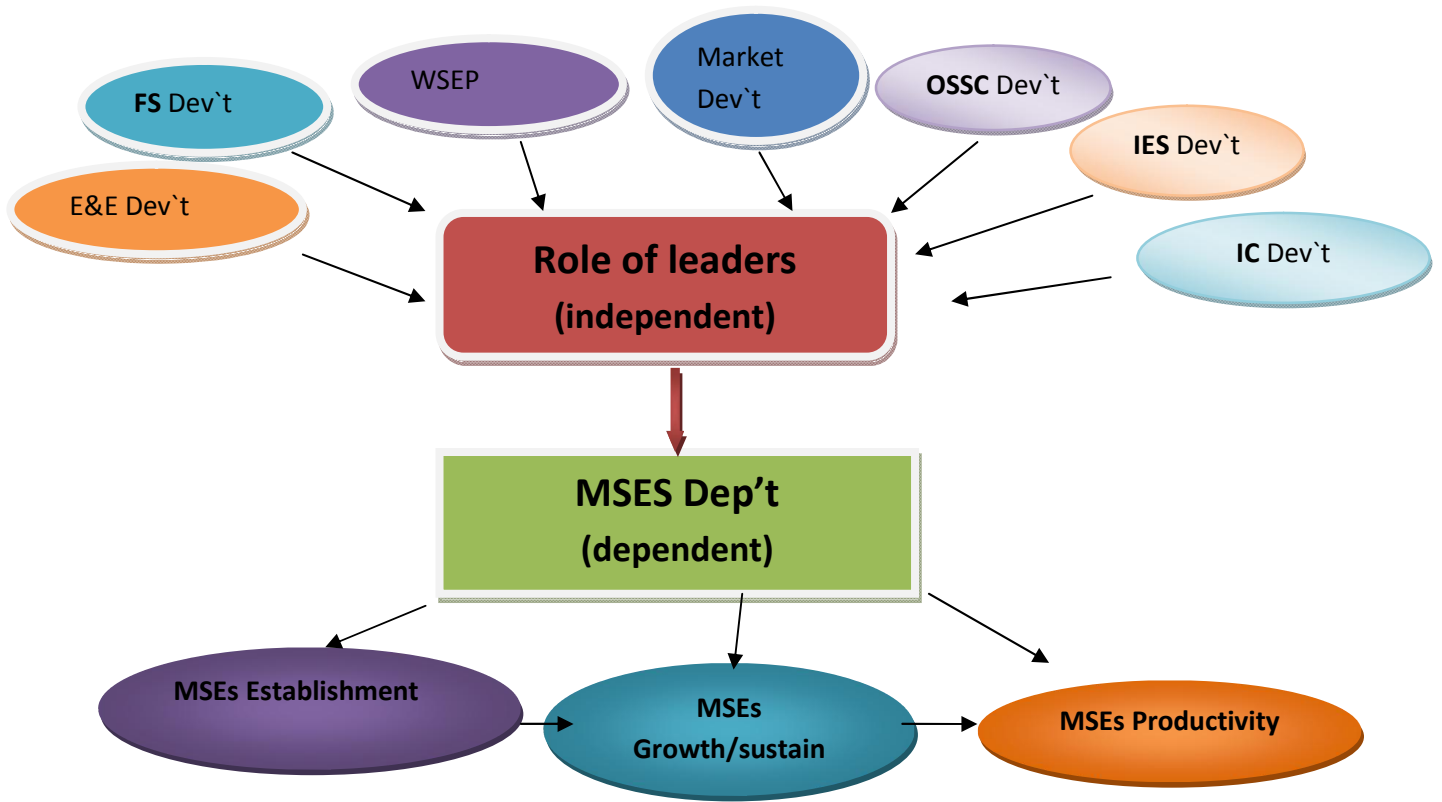 FS Dev`t
WSEP
Market
Dev`t
OSSC Dev`t
IES Dev`t
E&E Dev`t
IC Dev`t
Role of leaders
(independent)
MSES Dep’t
(dependent)
MSEs Establishment
MSEs
Growth/sustain
MSEs Productivity